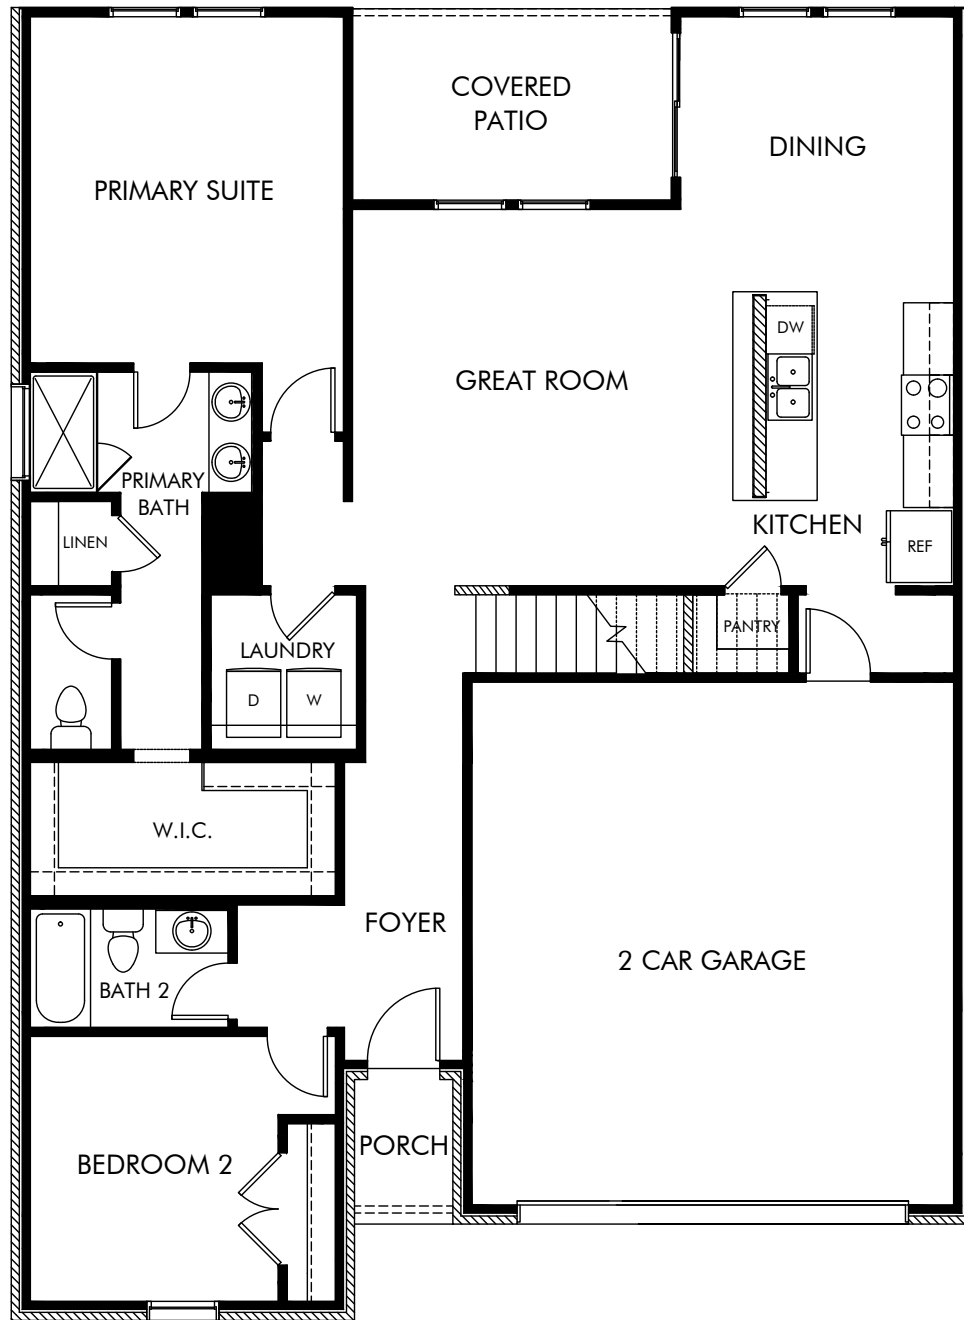 COVERED
PATIO
DINING
PRIMARY SUITE
DW
GREAT ROOM
PRIMARY
BATH
KITCHEN
LINEN
REF
PANTRY
LAUNDRY
D
W
W.I.C.
FOYER
2 CAR GARAGE
BATH 2
PORCH
BEDROOM 2